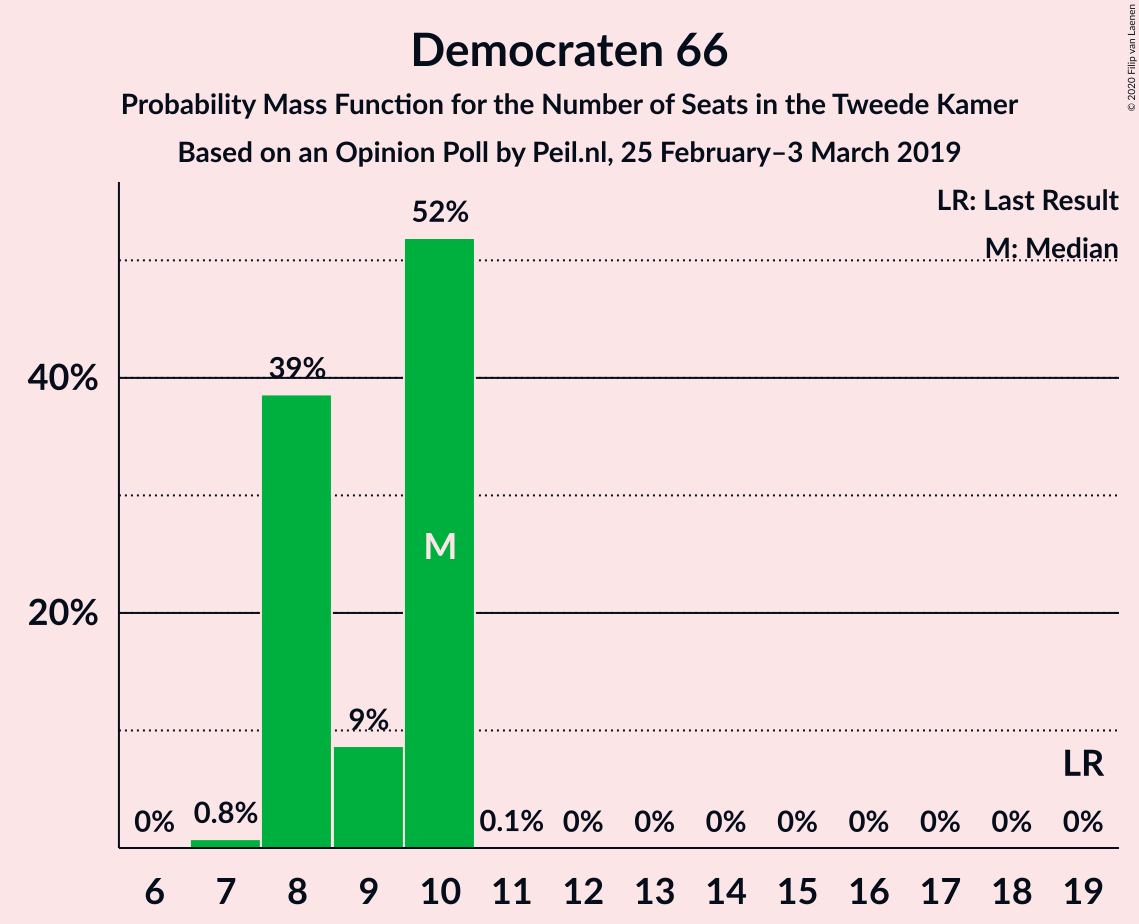 Democraten 66
Probability Mass Function for the Number of Seats in the Tweede Kamer
Based on an Opinion Poll by Peil.nl, 25 February–3 March 2019
© 2020 Filip van Laenen
LR: Last Result
M: Median
52%
39%
40%
M
20%
9%
LR
0% 0.8% 0.1% 0% 0% 0% 0% 0% 0% 0% 0%
6 7 8 9 10 11 12 13 14 15 16 17 18 19